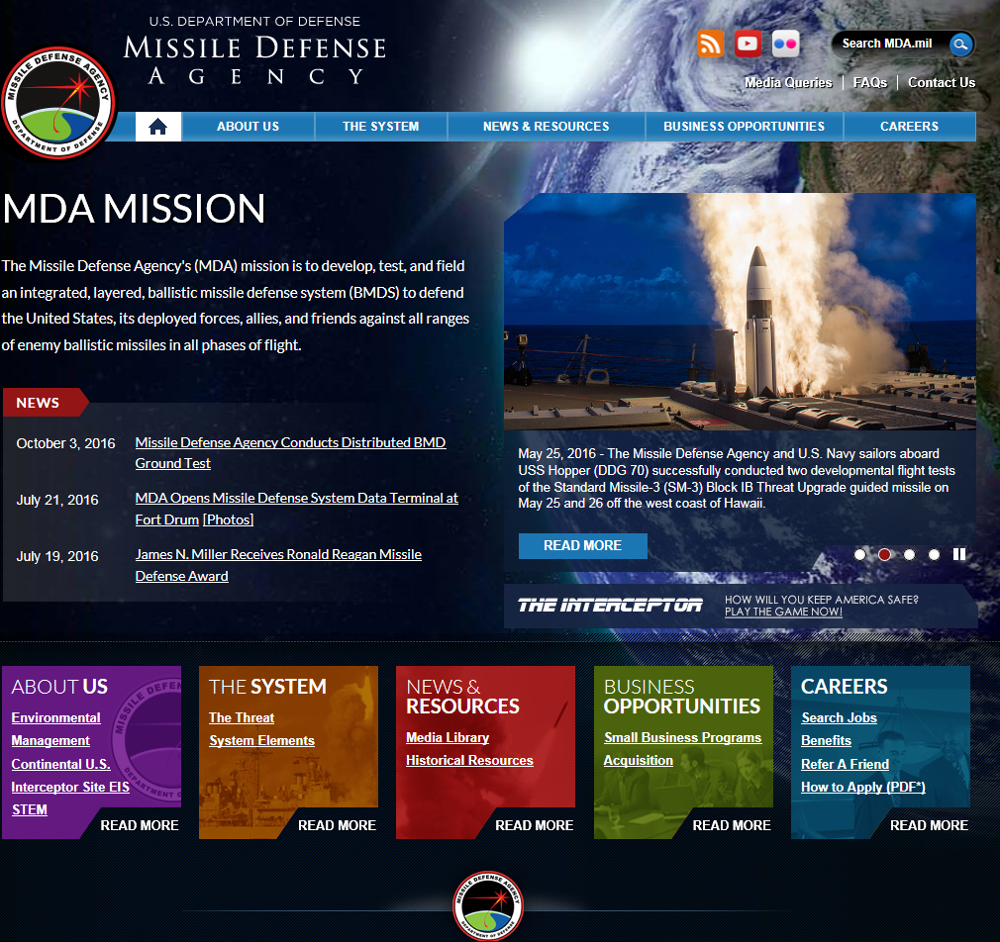 U.S. DEPARTMENT OF DEFENSE
MISSILE DEFENSE
AGENCY
MISSILE DEFENSE AGENCY
DEPARTMENT OF DEFENSE
Search MDA.mil
Media Queries | FAQs | Contact Us
ABOUT US
THE SYSTEM
NEWS & RESOURCES
BUSINESS OPPORTUNITIES
CAREERS
MDA MISSION
The Missile Defense Agency's (MDA) mission is to develop, test, and field
an integrated, layered, ballistic missile defense system (BMDS) to defend
the United States, its deployed forces, allies, and friends against all ranges
of enemy ballistic missiles in all phases of flight.
NEWS
October 3, 2016 Missile Defense Agency Conducts Distributed BMD
Ground Test
July 21, 2016 MDA Opens Missile Defense System Data Terminal at
Fort Drum [Photos]
July 19, 2016 James N. Miller Receives Ronald Reagan Missile
Defense Award
May 25, 2016 - The Missile Defense Agency and U.S. Navy sailors aboard
USS Hopper (DDG 70) successfully conducted two developmental flight tests
of the Standard Missile-3 (SM-3) Block IB Threat Upgrade guided missile on
May 25 and 26 off the west coast of Hawaii.
READ MORE
THE INTERCEPTOR
HOW WILL YOU KEEP AMERICA SAFE?
PLAY THE GAME NOW!
ABOUT US
Environmental
Management
Continental U.S.
Interceptor Site EIS
STEM
READ MORE
THE SYSTEM
The Threat
System Elements
READ MORE
NEWS &
RESOURCES
Media Library
Historical Resources
READ MORE
BUSINESS
OPPORTUNITIES
Small Business Programs
Acquisition
READ MORE
CAREERS
Search Jobs
Benefits
Refer A Friend
How to Apply (PDF*)
READ MORE
MISSILE DEFENSE AGENCY
DEPARTMENT OF DEFENSE